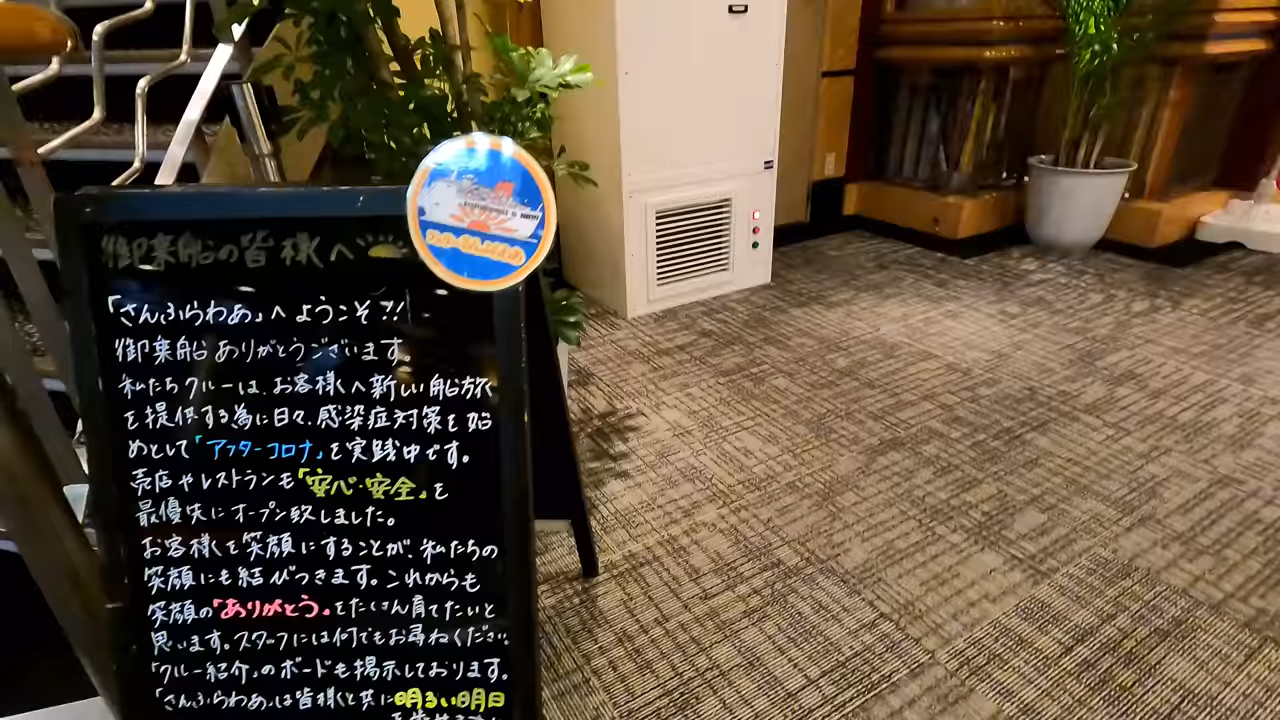 御乗船の皆様へ
「さんふらわあ」へようこそ!!
御乗船ありがとうございます。
私たちクルーは、お客様へ新しい船旅
を提供する為に日々、感染症対策を始
めとして「アフターコロナ」を実践中です。
売店やレストランも「安心・安全」を
最優先にオープン致しました。
お客様を笑顔にすることが、私たちの
笑顔にも結びつきます。これからも
笑顔の「ありがとう」をたくさん育てたいと
思います。スタッフには何でもお尋ねください。
「クルー紹介」のボードも掲示しております。
「さんふらわあ」は皆様と共に明るい明日